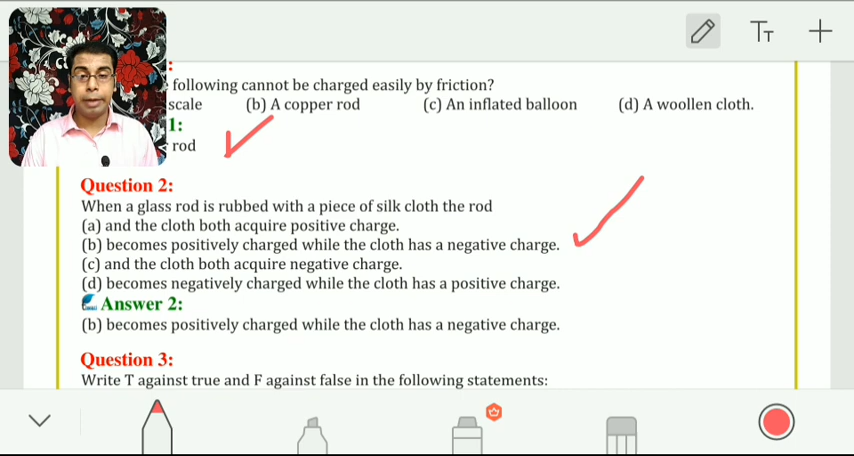 TT
:
following cannot be charged easily by friction?
scale (b) A copper rod (c) An inflated balloon (d) A woollen cloth.
1:
rod
Question 2:
When a glass rod is rubbed with a piece of silk cloth the rod
(a) and the cloth both acquire positive charge.
(b) becomes positively charged while the cloth has a negative charge.
(c) and the cloth both acquire negative charge.
(d) becomes negatively charged while the cloth has a positive charge.
Answer 2:
(b) becomes positively charged while the cloth has a negative charge.
Question 3:
Write T against true and F against false in the following statements: